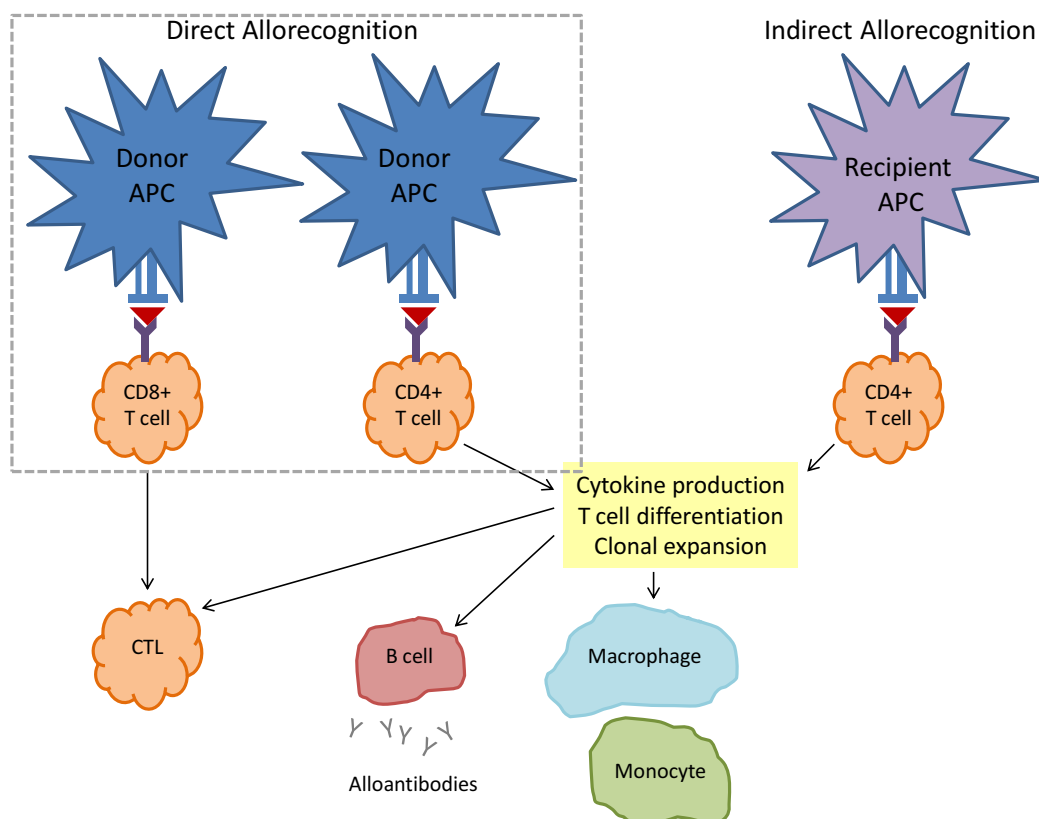 Direct Allorecognition
Indirect Allorecognition
Donor
APC
Donor
APC
Recipient
APC
CD8+
T cell
CD4+
T cell
CD4+
T cell
Cytokine production
T cell differentiation
Clonal expansion
CTL
B cell
Macrophage
Alloantibodies
Monocyte